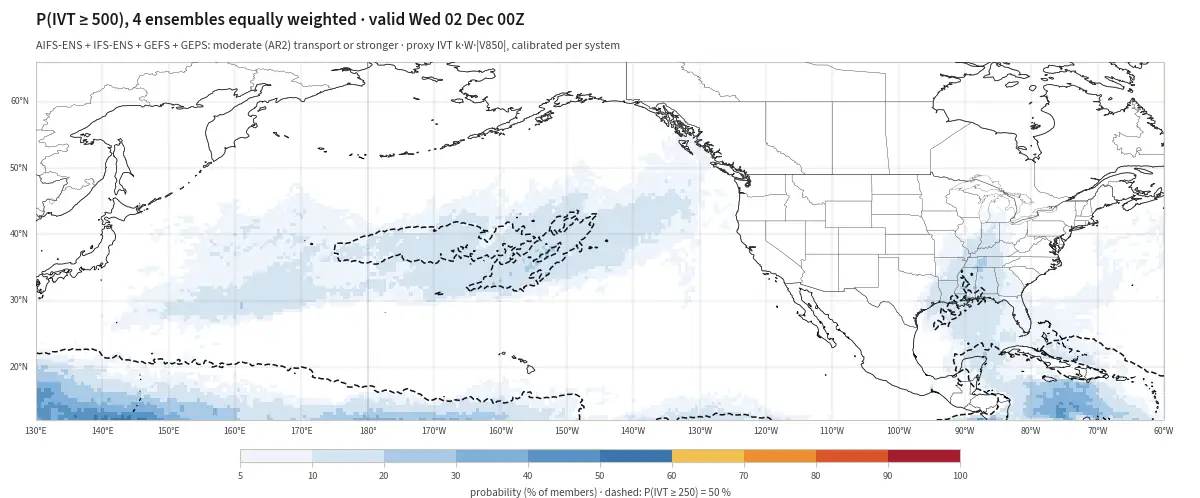 P(IVT ≥ 500), 4 ensembles equally weighted · valid Wed 02 Dec 00Z
AIFS-ENS + IFS-ENS + GEFS + GEPS: moderate (AR2) transport or stronger · proxy IVT k·W·|V850|, calibrated per system
60°N
50°N
40°N
30°N
20°N
130°E 140°E 150°E 160°E 170°E 180° 170°W 160°W 150°W 140°W 130°W 120°W 110°W 100°W 90°W 80°W 70°W 60°W
5 10 20 30 40 50 60 70 80 90 100
probability (% of members) · dashed: P(IVT ≥ 250) = 50 %